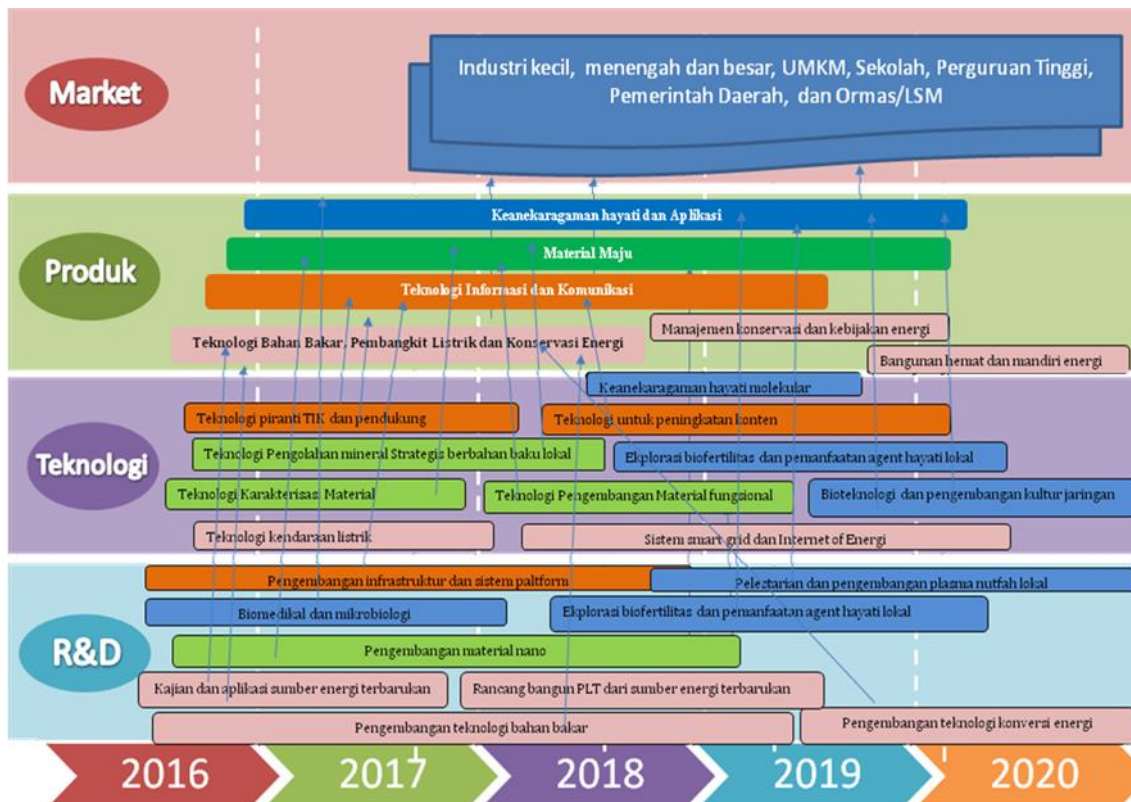 Market
Industri kecil, menengah dan besar, UMKM, Sekolah, Perguruan Tinggi,
Pemerintah Daerah, dan Ormas/LSM
Produk
Keanekaragaman hayati dan Aplikasi
Material Maju
Teknologi Informasi dan Komunikasi
Teknologi Bahan Bakar, Pembangkit Listrik dan Konservasi Energi
Manajemen konservasi dan kebijakan energi
Bangunan hemat dan mandiri energi
Teknologi
Keanekaragaman hayati molekular
Teknologi piranti TIK dan pendukung
Teknologi untuk peningkatan konten
Teknologi Pengolahan mineral Strategis berbahan baku lokal
Eksplorasi biofertilitas dan pemanfaatan agent hayati lokal
Teknologi Karakterisasi Material
Teknologi Pengembangan Material fungsional
Bioteknologi dan pengembangan kultur jaringan
Teknologi kendaraan listrik
Sistem smart grid dan Internet of Energi
R&D
Pengembangan infrastruktur dan sistem paltform
Pelestarian dan pengembangan plasma nutfah lokal
Biomedikal dan mikrobiologi
Eksplorasi biofertilitas dan pemanfaatan agent hayati lokal
Pengembangan material nano
Kajian dan aplikasi sumber energi terbarukan
Rancang bangun PLT dari sumber energi terbarukan
Pengembangan teknologi bahan bakar
Pengembangan teknologi konversi energi
2016
2017
2018
2019
2020